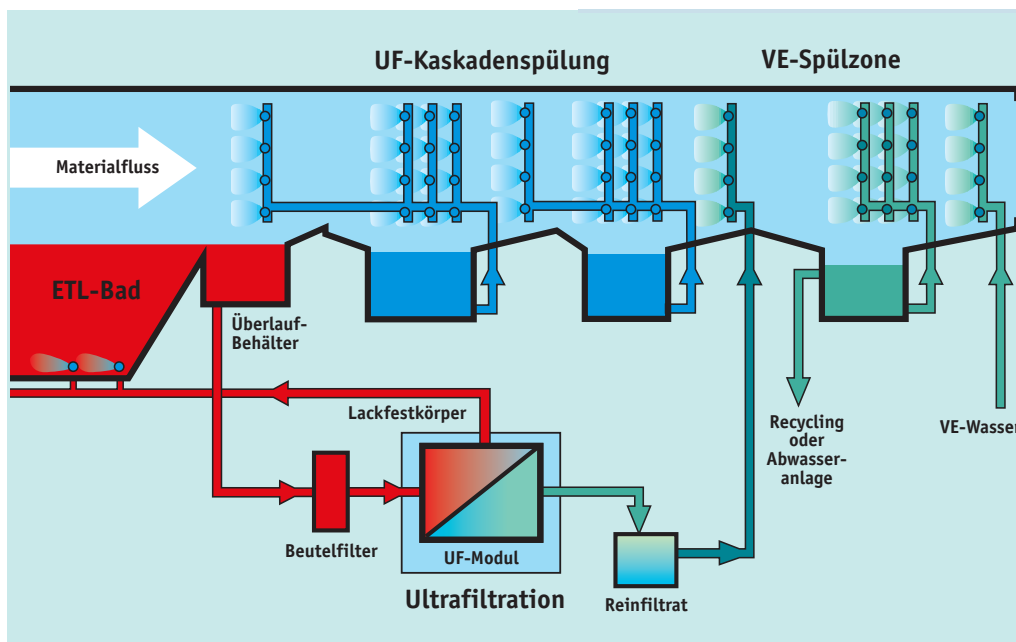 UF-Kaskadenspülung
VE-Spülzone
Materialfluss
ETL-Bad
Überlauf-
Behälter
Lackfestkörper
Recycling
oder
Abwasser-
anlage
VE-Wasser
Beutelfilter
UF-Modul
Ultrafiltration
Reinfiltrat